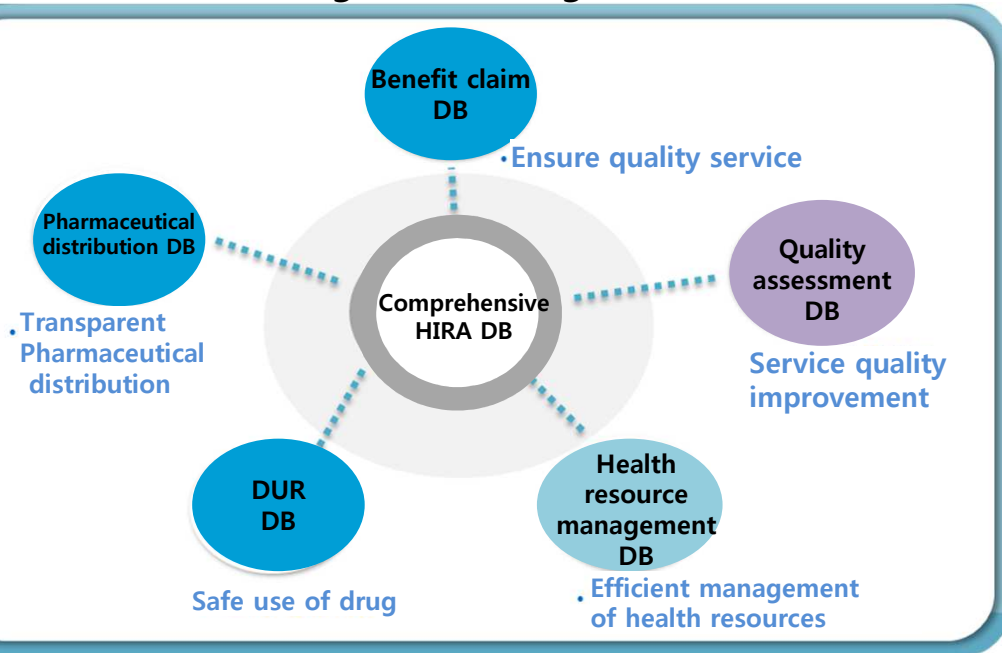 Benefit claim
DB
·Ensure quality service
Pharmaceutical
distribution DB
.Transparent
Pharmaceutical
distribution
Comprehensive
HIRA DB
Quality
assessment
DB
Service quality
improvement
DUR
DB
Safe use of drug
Health
resource
management
DB
. Efficient management
of health resources